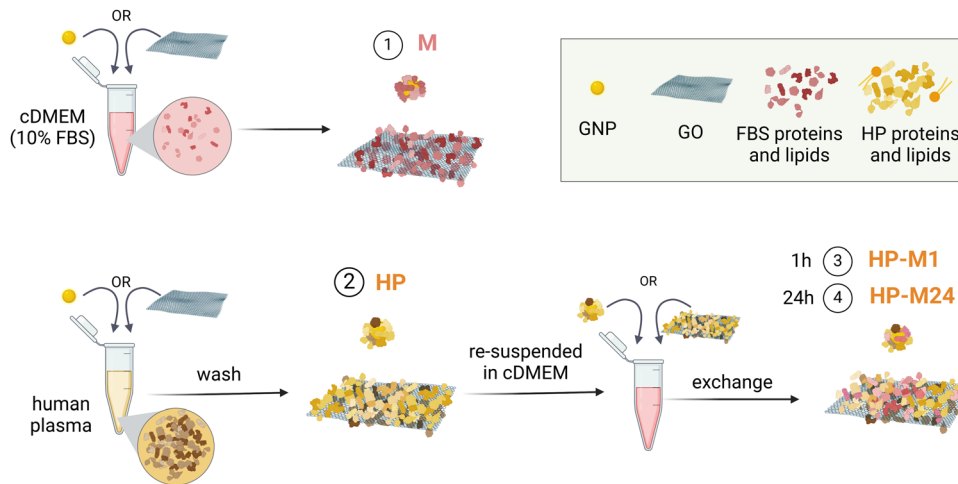 OR
cDMEM
(10% FBS)
1 M
GNP
GO
FBS proteins
and lipids
HP proteins
and lipids
OR
human
plasma
wash
2 HP
re-suspended
in cDMEM
OR
exchange
1h 3 HP-M1
24h 4 HP-M24